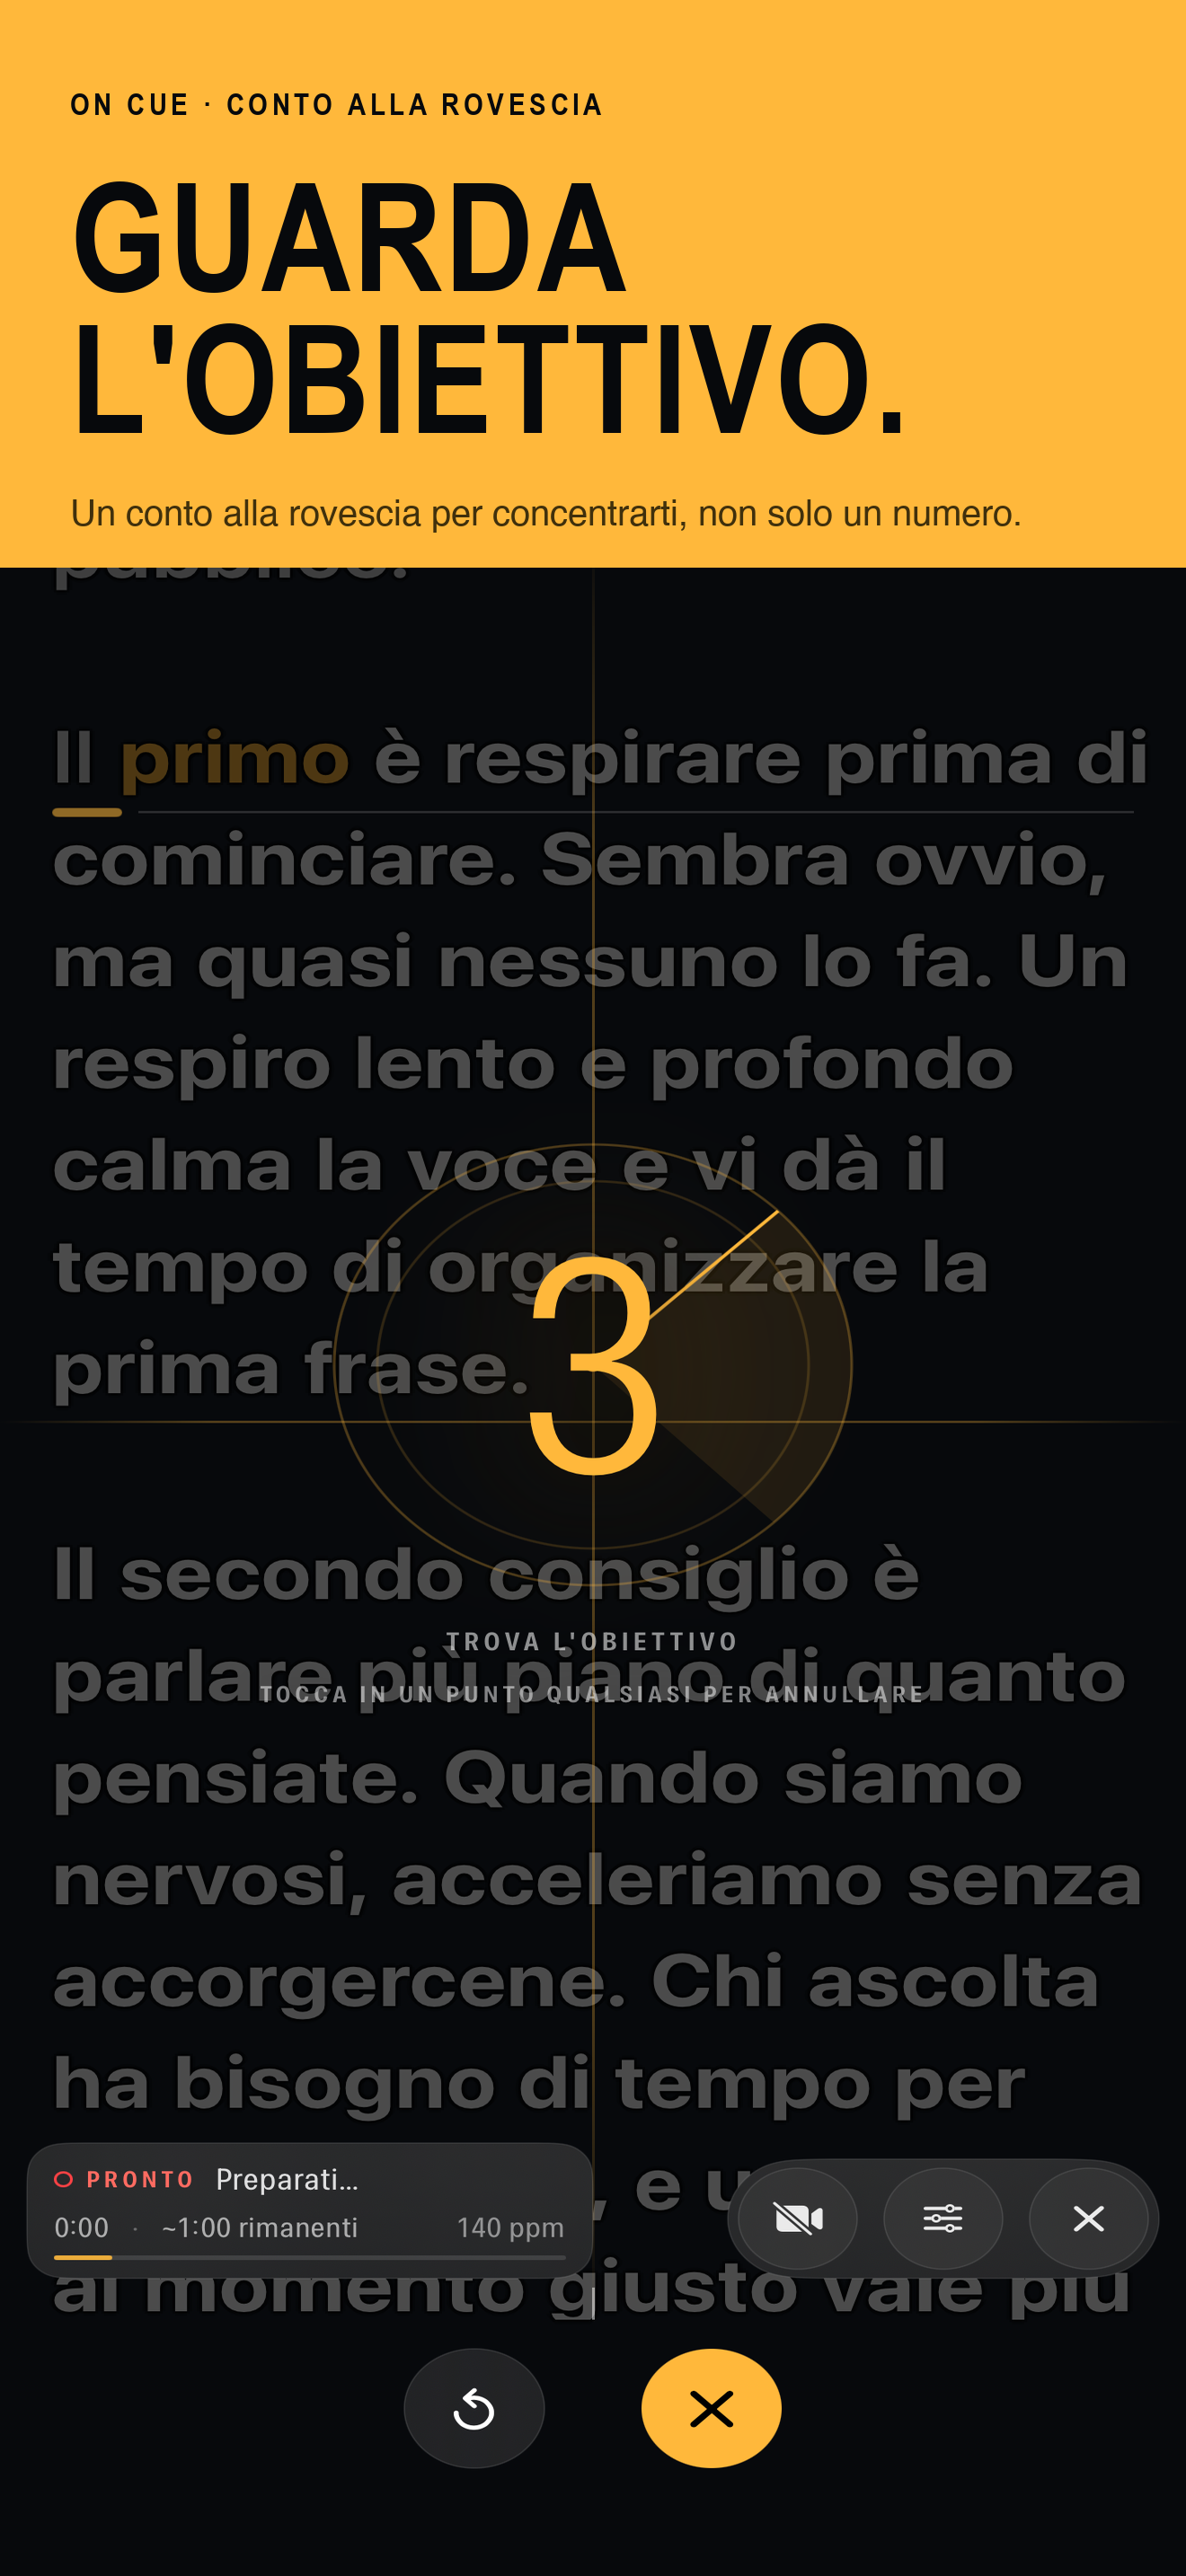 ON CUE · CONTO ALLA ROVESCIA
GUARDA
L'OBIETTIVO.
Un conto alla rovescia per concentrarti, non solo un numero.
pubblico.
Il primo è respirare prima di
cominciare. Sembra ovvio,
ma quasi nessuno lo fa. Un
respiro lento e profondo
calma la voce e vi dà il
tempo di organizzare la
prima frase.
3
Il secondo consiglio è
TROVA L'OBIETTIVO
parlare più piano di quanto
TOCCA IN UN PUNTO QUALSIASI PER ANNULLARE
pensiate. Quando siamo
nervosi, acceleriamo senza
accorgercene. Chi ascolta
ha bisogno di tempo per
, e
PRONTO Preparati...
0:00 · ~1:00 rimanenti 140 ppm
al momento giusto vale più